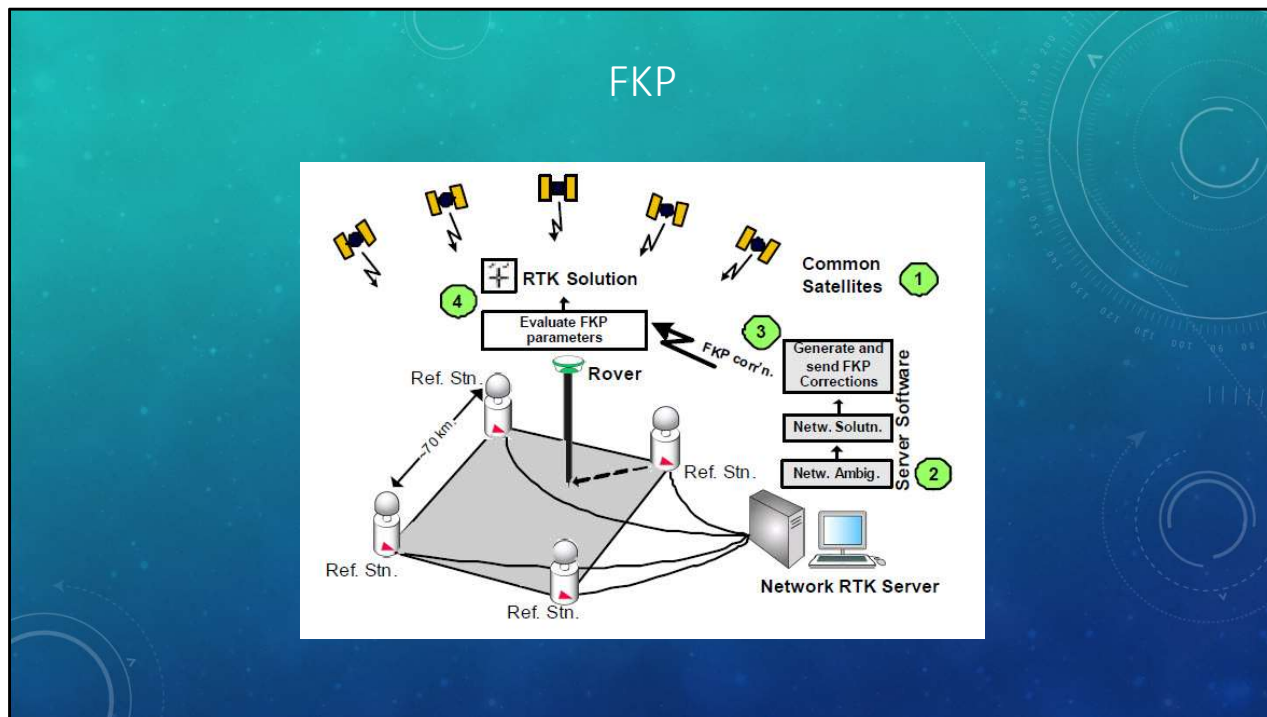 FKP
Common
Satellites
1
RTK Solution
4
Evaluate FKP
parameters
3
FKP corr'n.
Generate and
send FKP
Corrections
Netw. Solutn.
Netw. Ambig.
Server Software
2
Rover
Ref. Stn.
~70 km.
Ref. Stn.
Ref. Stn.
Ref. Stn.
Network RTK Server